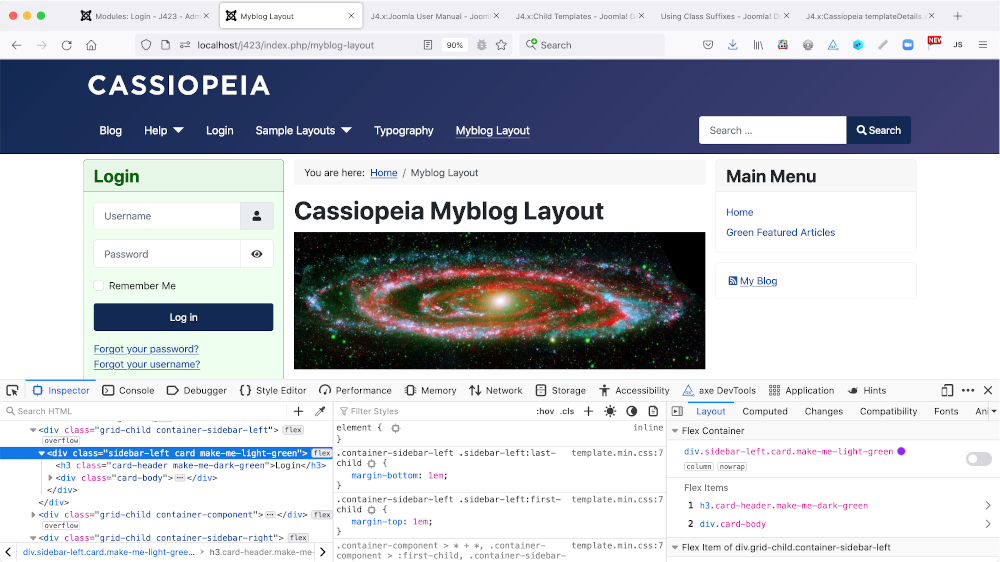 Modules: Login - J423 - Adm
Myblog Layout
J4.x:Joomla User Manual - Joom
J4.x:Child Templates - Joomla! D
Using Class Suffixes - Joomla! Do
J4.x:Cassiopeia templateDetails.
localhost/j423/index.php/myblog-layout
90%
Search
NEW
JS
CASSIOPEIA
Blog Help Login Sample Layouts Typography Myblog Layout
Search …
Search
Login
Username
Password
Remember Me
Log in
Forgot your password?
Forgot your username?
You are here: Home / Myblog Layout
Cassiopeia Myblog Layout
Main Menu
Home
Green Featured Articles
My Blog
Inspector Console Debugger Style Editor Performance Memory Network Storage Accessibility axe DevTools Application Hints
Search HTML
<div class="grid-child container-sidebar-left"> flex
overflow
<div class="sidebar-left card make-me-light-green"> flex
<h3 class="card-header make-me-dark-green">Login</h3>
<div class="card-body"> </div>
</div>
</div>
<div class="grid-child container-component"> </div> flex
overflow
<div class="grid-child container-sidebar-right"> flex
div.sidebar-left.card.make-me-light-gree… h3.card-header.make-me-
Filter Styles
:hov .cls
element { inline
}
.container-sidebar-left .sidebar-left:last- template.min.css:7
child {
margin-bottom: 1em;
}
.container-sidebar-left .sidebar-left:first- template.min.css:7
child {
margin-top: 1em;
}
.container-component > * + *, .container- template.min.css:7
component > :first-child, .container-sidebar-
Layout Computed Changes Compatibility Fonts Ani
Flex Container
div.sidebar-left.card.make-me-light-green
column nowrap
Flex Items
1 h3.card-header.make-me-dark-green
2 div.card-body
Flex Item of div.grid-child.container-sidebar-left